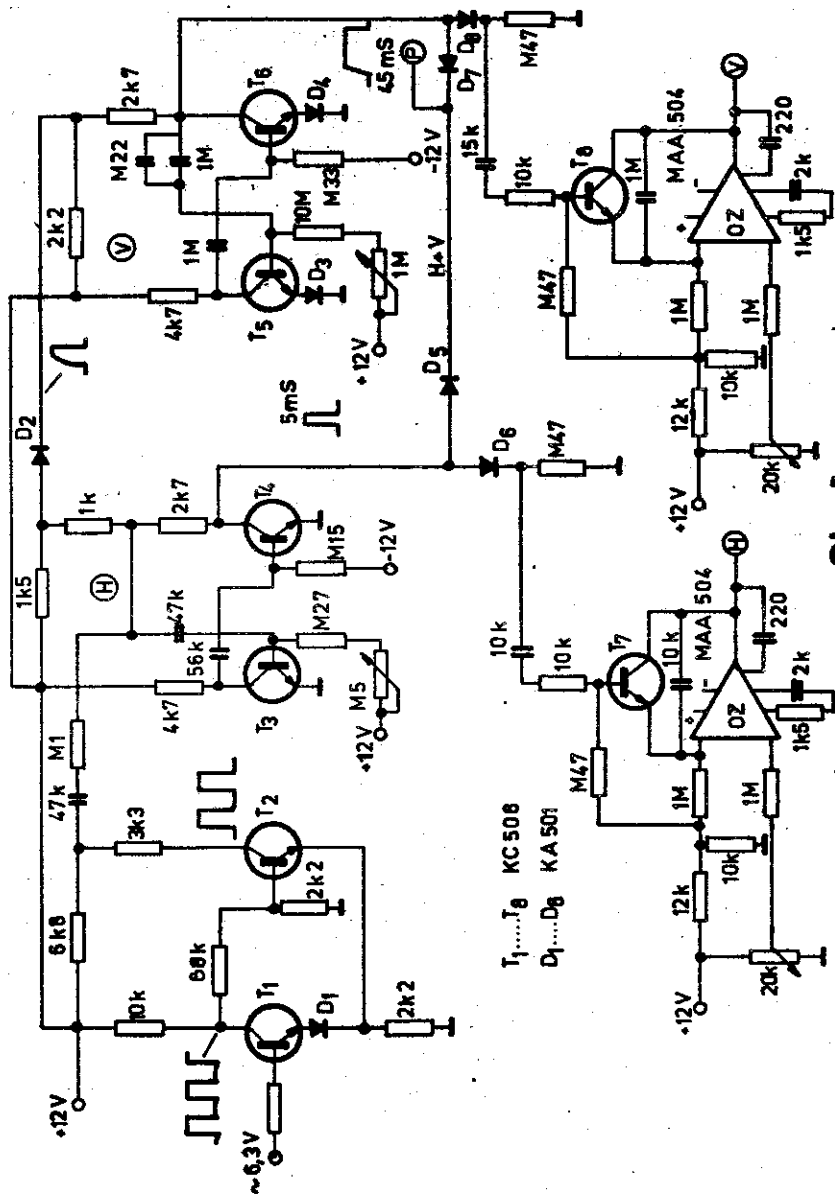 +12V
10k
6k8
3k3
47k
M1
T1
T2
68k
2k2
D1
2k2
~6,3V
1k5
H
1k
D2
4k7
47k
56k
2k7
T3
T4
M27
M15
M5
+12V
-12V
5mS
2k2
V
4k7
M22
1M
2k7
1M
T5
T6
D3
D4
10M
M33
1M
+12V
-12V
45mS
P
D5
H+V
D7
D8
M47
D6
M47
T1....T8 KC508
D1....D8 KA501
10k
10k
T7
M47
10k
MAA 504
+12V
12k
10k
1M
1M
20k
+
-
OZ
1k5
2k
220
H
15k
10k
T8
M47
1M
MAA 504
+12V
12k
10k
1M
1M
20k
+
-
OZ
1k5
2k
220
V